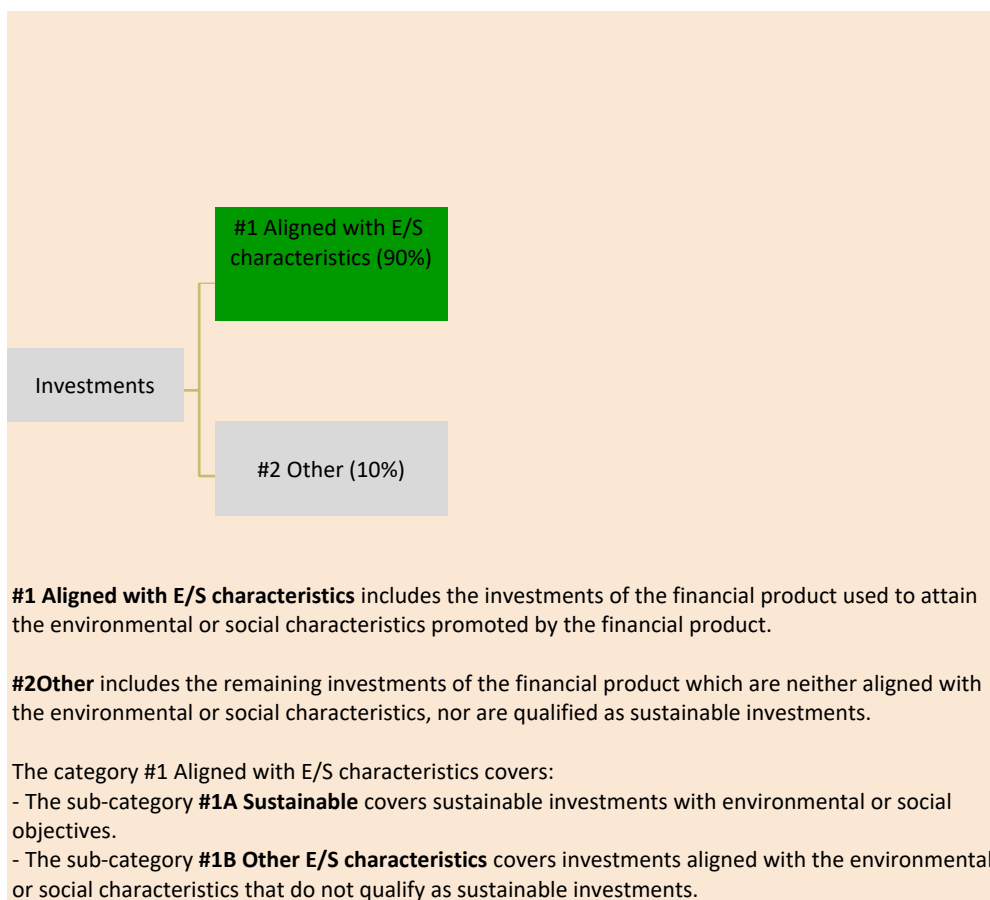 #1 Aligned with E/S
characteristics (90%)
Investments
#2 Other (10%)
#1 Aligned with E/S characteristics includes the investments of the financial product used to attain
the environmental or social characteristics promoted by the financial product.
#2Other includes the remaining investments of the financial product which are neither aligned with
the environmental or social characteristics, nor are qualified as sustainable investments.
The category #1 Aligned with E/S characteristics covers:
- The sub-category #1A Sustainable covers sustainable investments with environmental or social
objectives.
- The sub-category #1B Other E/S characteristics covers investments aligned with the environmental
or social characteristics that do not qualify as sustainable investments.